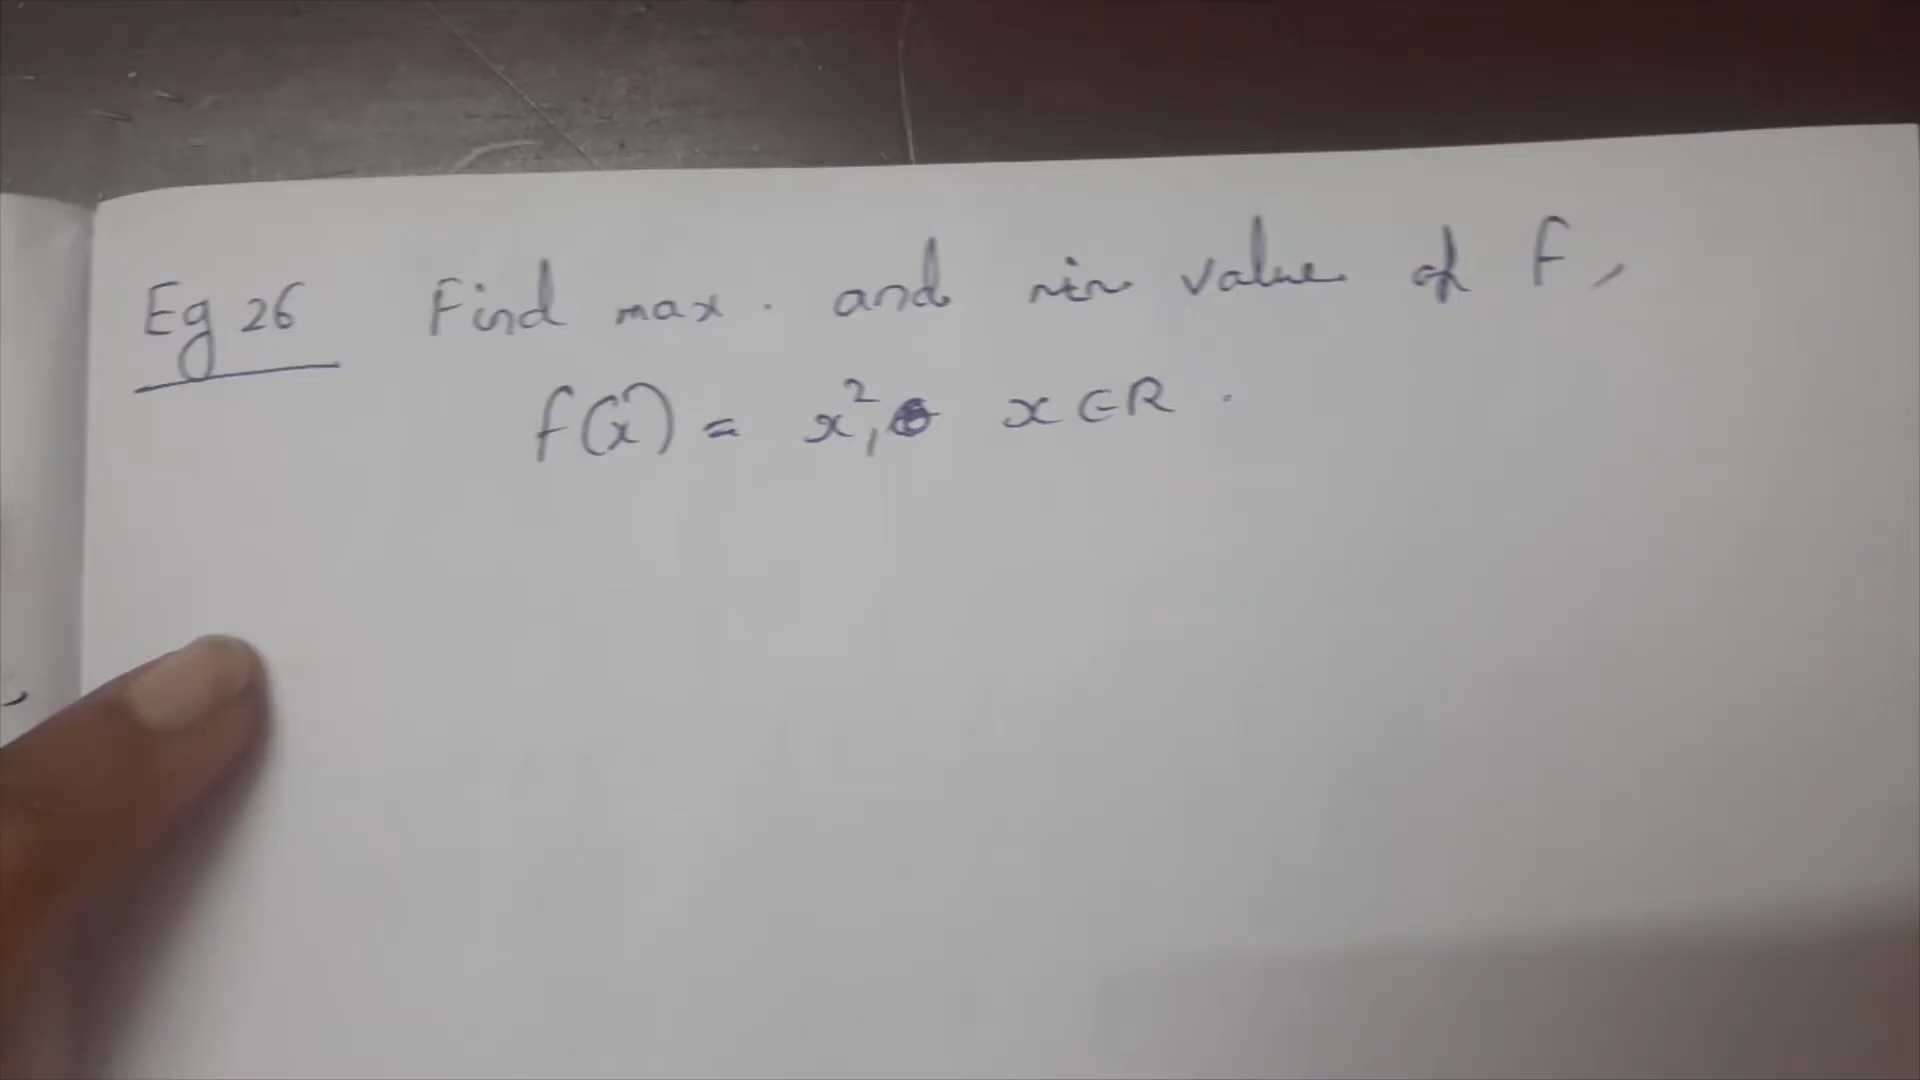 Eg 26 Find max. and min value of f,
f(x) = x², x ∈ R.